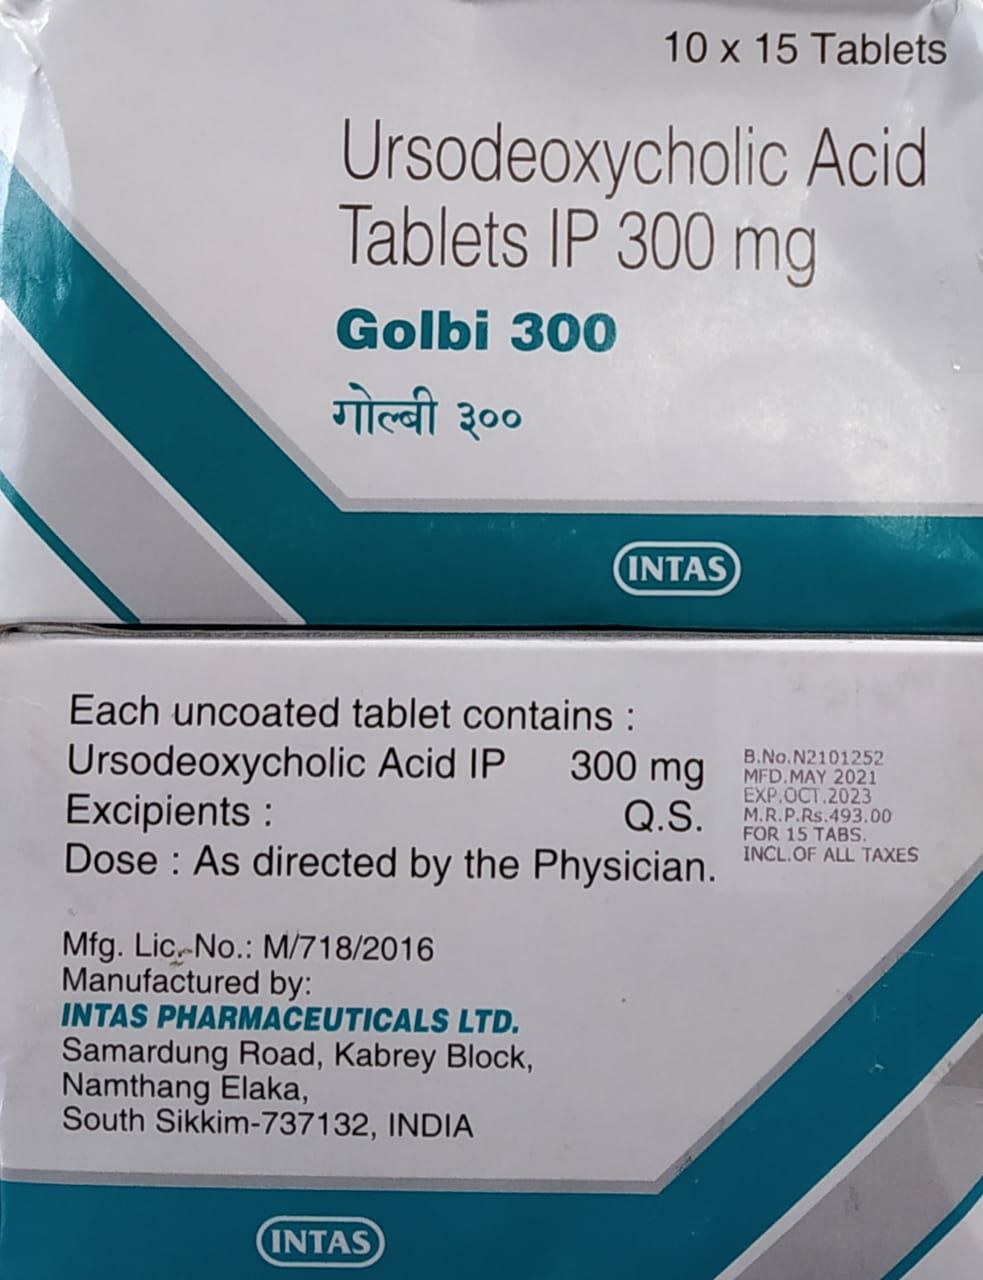 10 x 15 Tablets
Ursodeoxycholic Acid
Tablets IP 300 mg
Golbi 300
गोल्बी ३००
INTAS
Each uncoated tablet contains :
Ursodeoxycholic Acid IP 300 mg
Excipients : Q.S.
Dose : As directed by the Physician.
B.No.N2101252
MFD.MAY 2021
EXP.OCT.2023
M.R.P.Rs.493.00
FOR 15 TABS.
INCL.OF ALL TAXES
Mfg. Lic. No.: M/718/2016
Manufactured by:
INTAS PHARMACEUTICALS LTD.
Samardung Road, Kabrey Block,
Namthang Elaka,
South Sikkim-737132, INDIA
INTAS